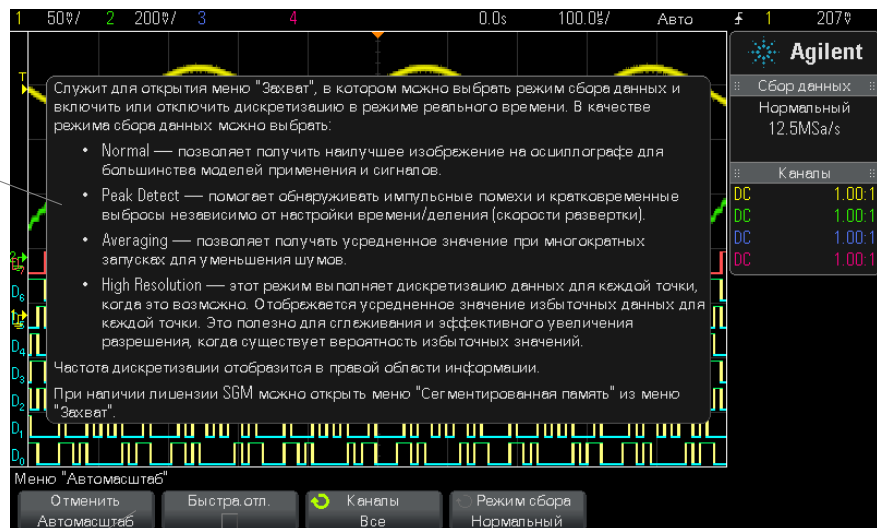 1 50▽/ 2 200▽/ 3 4 0.0s 100.0▽/ Авто 1 207▽
Agilent
Сбор данных
Нормальный
12.5MSa/s
Каналы
DC 1.00:1
DC 1.00:1
DC 1.00:1
DC 1.00:1
T
Служит для открытия меню "Захват", в котором можно выбрать режим сбора данных и
включить или отключить дискретизацию в режиме реального времени. В качестве
режима сбора данных можно выбрать:
• Normal — позволяет получить наилучшее изображение на осциллографе для
большинства моделей применения и сигналов.
• Peak Detect — помогает обнаруживать импульсные помехи и кратковременные
выбросы независимо от настройки времени/деления (скорости развертки).
• Averaging — позволяет получать усредненное значение при многократных
запусках для уменьшения шумов.
• High Resolution — этот режим выполняет дискретизацию данных для каждой точки,
когда это возможно. Отображается усредненное значение избыточных данных для
каждой точки. Это полезно для сглаживания и эффективного увеличения
разрешения, когда существует вероятность избыточных значений.
Частота дискретизации отобразится в правой области информации.
При наличии лицензии SGM можно открыть меню "Сегментированная память" из меню
"Захват".
D6
D4
D3
D2
D1
D0
Меню "Автомасштаб"
Отменить
Автомасштаб
Быстра.отл.
Каналы
Все
Режим сбора
Нормальный